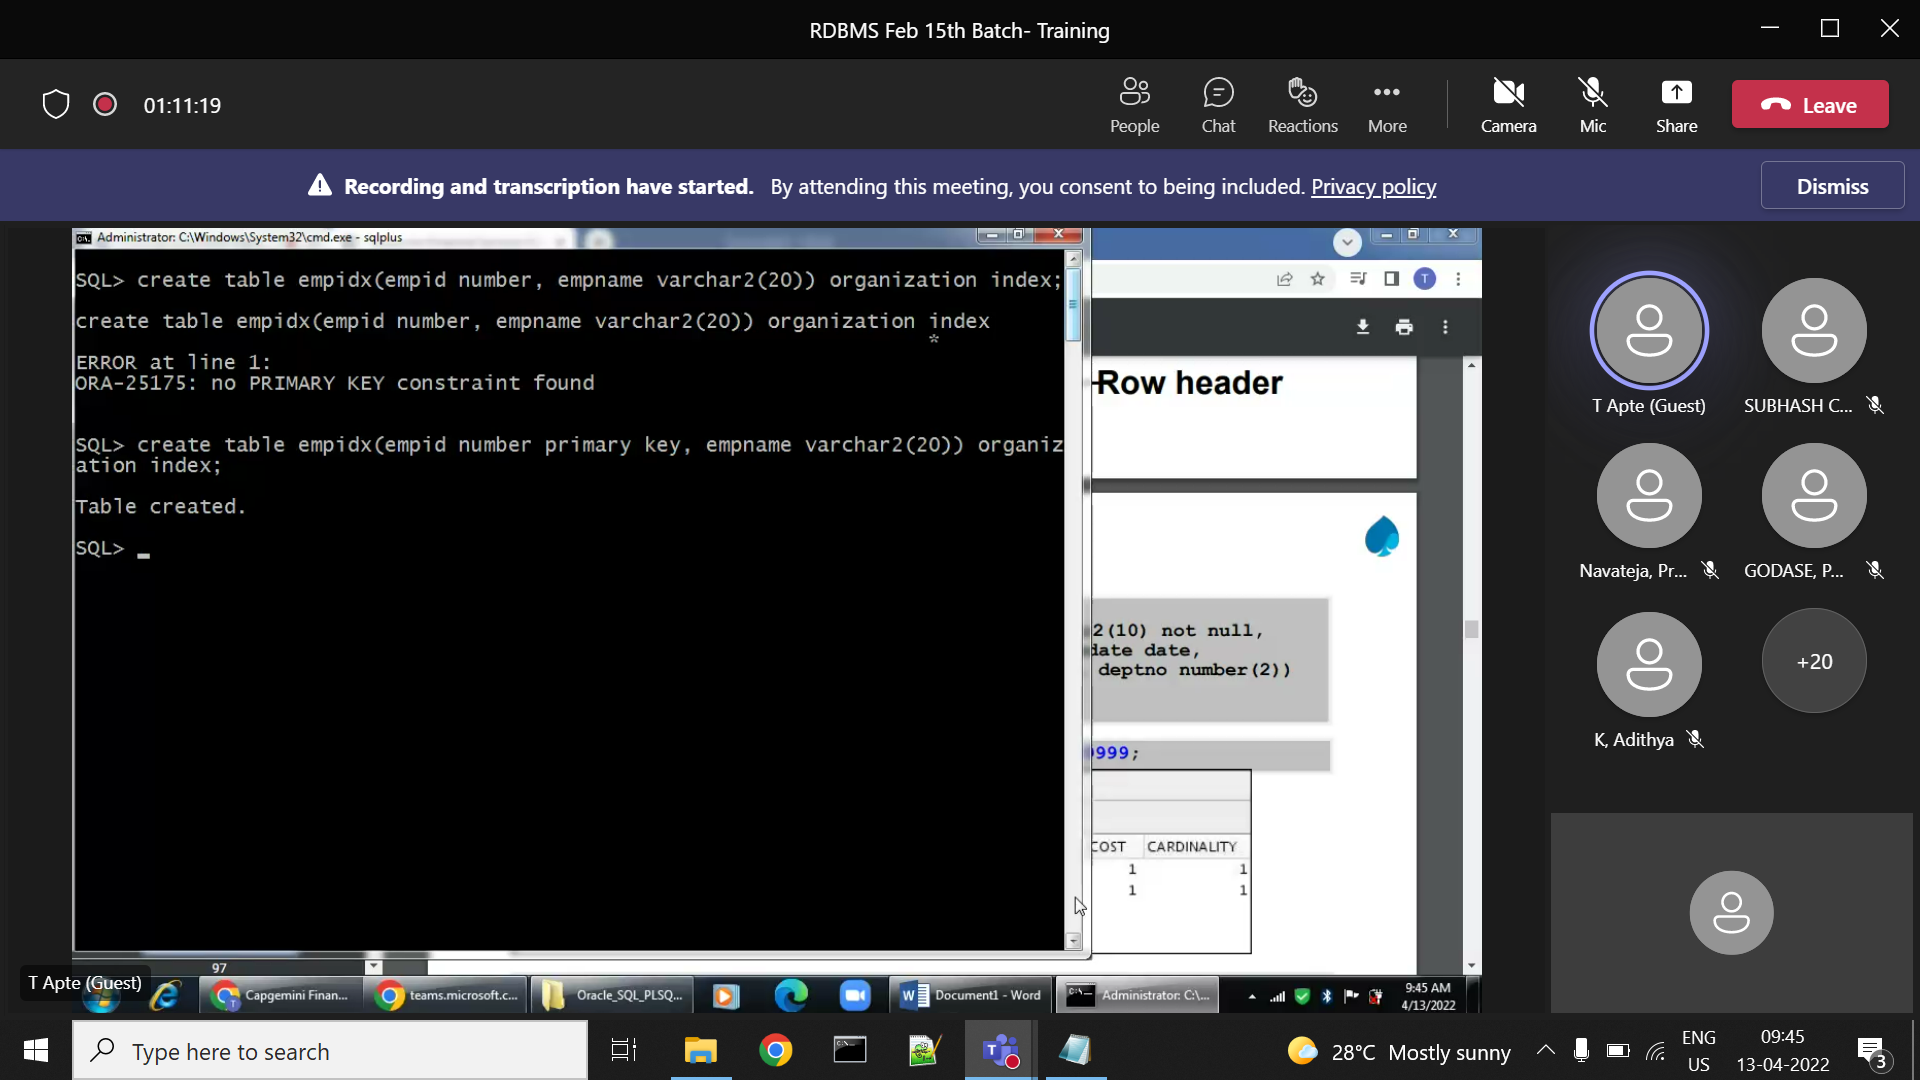 RDBMS Feb 15th Batch- Training
01:11:19
People
Chat
Reactions
More
Camera
Mic
Share
Leave
Recording and transcription have started. By attending this meeting, you consent to being included. Privacy policy
Dismiss
Administrator: C:\Windows\System32\cmd.exe - sqlplus
SQL> create table empidx(empid number, empname varchar2(20)) organization index;
create table empidx(empid number, empname varchar2(20)) organization index
*
ERROR at line 1:
ORA-25175: no PRIMARY KEY constraint found
SQL> create table empidx(empid number primary key, empname varchar2(20)) organiz
ation index;
Table created.
SQL> _
T
Row header
2(10) not null,
date date,
deptno number(2))
9999;
COST CARDINALITY
1 1
1 1
97
T Apte (Guest)
SUBHASH C...
Navateja, Pr...
GODASE, P...
K, Adithya
+20
T Apte (Guest)
Capgemini Finan...
teams.microsoft.c...
Oracle_SQL_PLSQ...
Document1 - Word
Administrator: C:\...
9:45 AM
4/13/2022
Type here to search
28°C Mostly sunny
ENG
US
09:45
13-04-2022
3